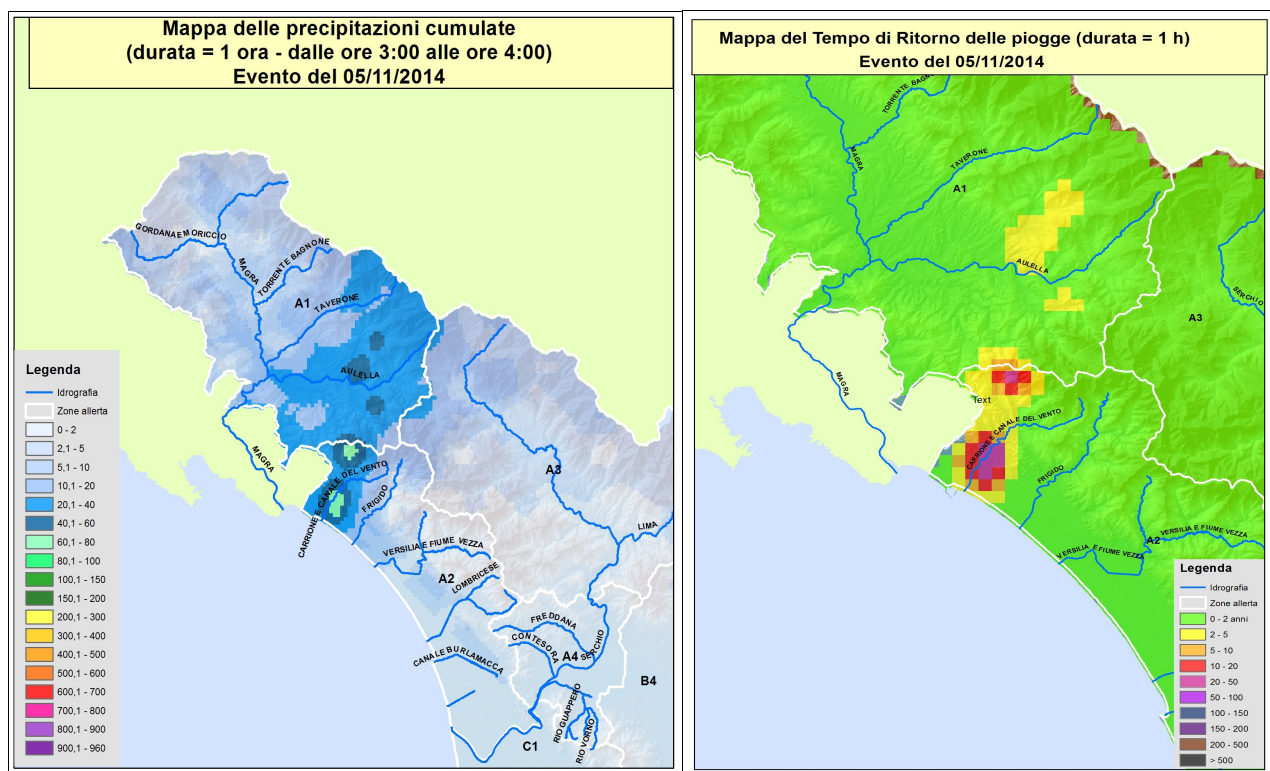 Mappa delle precipitazioni cumulate
(durata = 1 ora - dalle ore 3:00 alle ore 4:00)
Evento del 05/11/2014
GORDANA E MORICCIO
MAGRA
TORRENTE BAGNONE
A1
TAVERONE
AULELLA
MAGRA
CARRIONE E CANALE DEL VENTO
FRIGIDO
A3
LIMA
VERSILIA E FIUME VEZZA
A2
LOMBRICESE
FREDDANA
CONTESORA
A4
SERCHIO
CANALE BURLAMACCA
B4
RIO GUAPPERO
RIO VORNO
C1
Legenda
Idrografia
Zone allerta
0 - 2
2,1 - 5
5,1 - 10
10,1 - 20
20,1 - 40
40,1 - 60
60,1 - 80
80,1 - 100
100,1 - 150
150,1 - 200
200,1 - 300
300,1 - 400
400,1 - 500
500,1 - 600
600,1 - 700
700,1 - 800
800,1 - 900
900,1 - 960
Mappa del Tempo di Ritorno delle piogge (durata = 1 h)
Evento del 05/11/2014
TORRENTE BAGNO
MAGRA
TAVERONE
A1
AULELLA
SERCHIO
A3
MAGRA
Text
CARRIONE E CANALE DEL VENTO
FRIGIDO
VERSILIA E FIUME VEZZA
A2
VERSILIA E FIUME VEZZA
Legenda
Idrografia
Zone allerta
0 - 2 anni
2 - 5
5 - 10
10 - 20
20 - 50
50 - 100
100 - 150
150 - 200
200 - 500
> 500